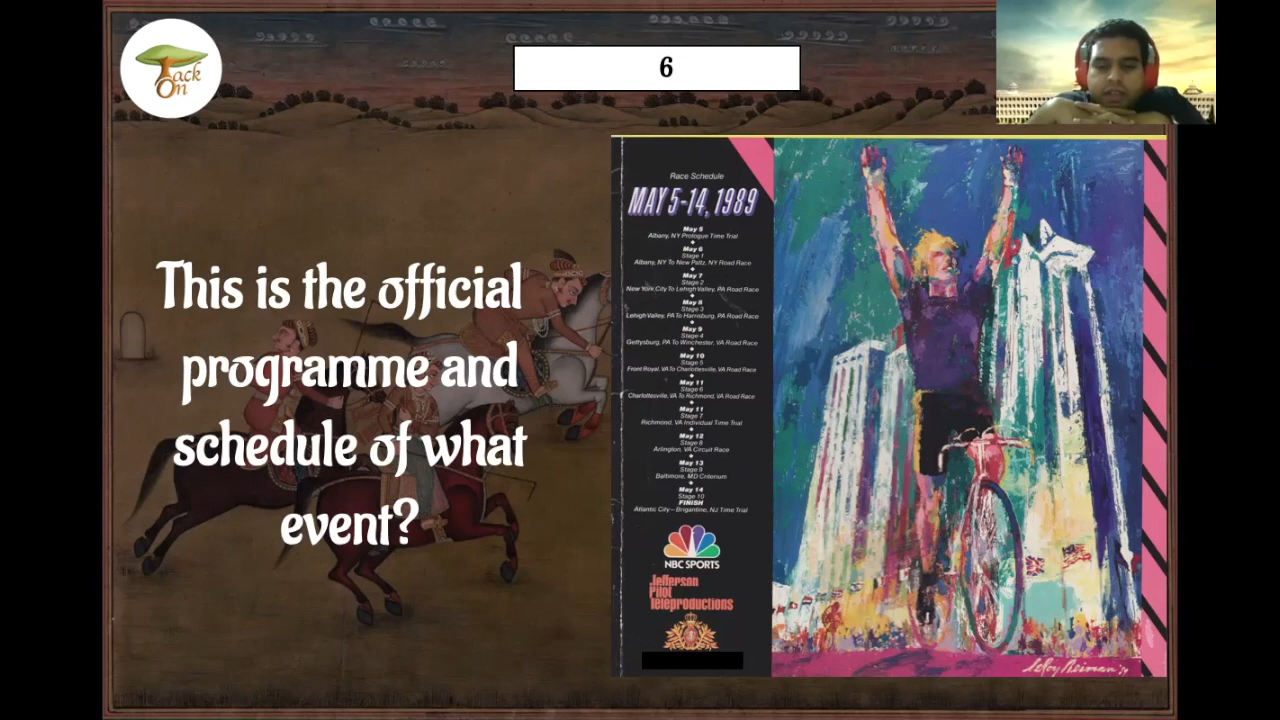 Tack
On
6
This is the official
programme and
schedule of what
event?
Race Schedule
MAY 5-14, 1989
May 5
Albany, NY Prologue Time Trial
May 6
Stage 1
Albany, NY To New Paltz, NY Road Race
May 7
Stage 2
New York City To Lehigh Valley, PA Road Race
May 8
Stage 3
Lehigh Valley, PA To Harrisburg, PA Road Race
May 9
Stage 4
Gettysburg, PA To Winchester, VA Road Race
May 10
Stage 5
Front Royal, VA To Charlottesville, VA Road Race
May 11
Stage 6
Charlottesville, VA To Richmond, VA Road Race
May 11
Stage 7
Richmond, VA Individual Time Trial
May 12
Stage 8
Arlington, VA Circuit Race
May 13
Stage 9
Baltimore, MD Criterium
May 14
Stage 10
FINISH
Atlantic City—Brigantine, NJ Time Trial
NBC SPORTS
Jefferson
Pilot
Teleproductions
LeRoy Neiman